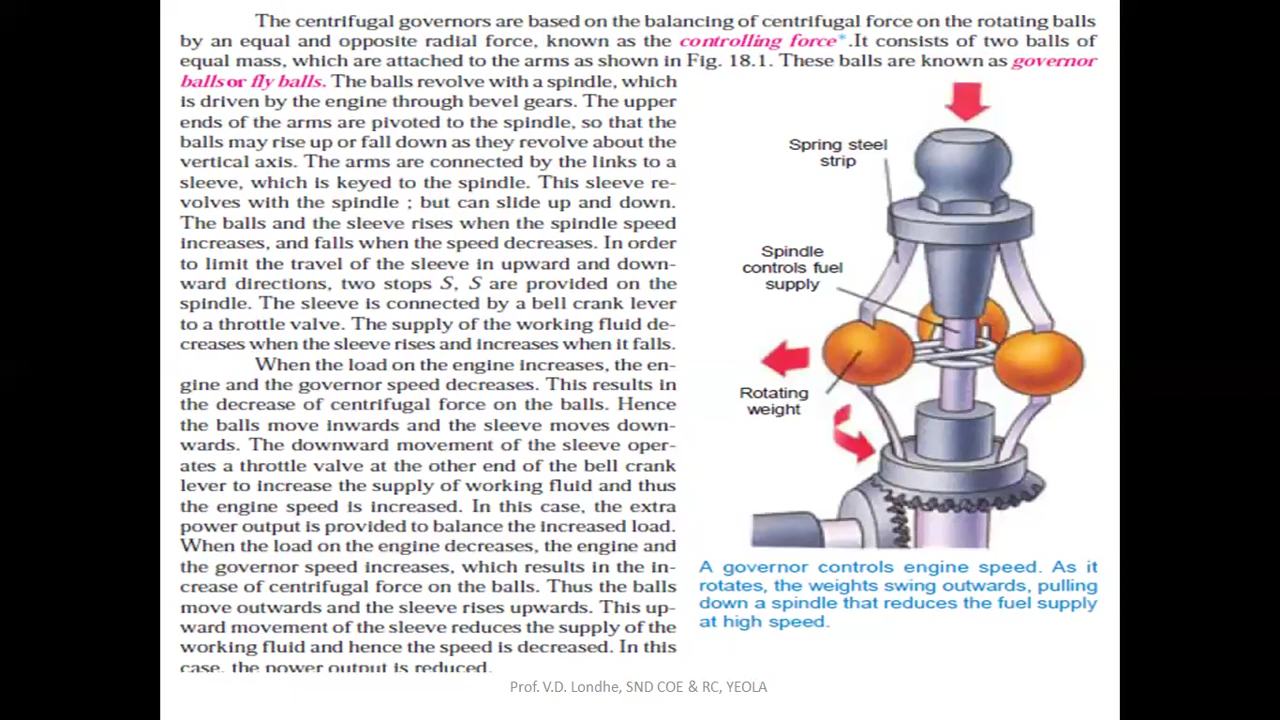 The centrifugal governors are based on the balancing of centrifugal force on the rotating balls
by an equal and opposite radial force, known as the controlling force*.It consists of two balls of
equal mass, which are attached to the arms as shown in Fig. 18.1. These balls are known as governor
balls or fly balls. The balls revolve with a spindle, which
is driven by the engine through bevel gears. The upper
ends of the arms are pivoted to the spindle, so that the
balls may rise up or fall down as they revolve about the
vertical axis. The arms are connected by the links to a
sleeve, which is keyed to the spindle. This sleeve re-
volves with the spindle ; but can slide up and down.
The balls and the sleeve rises when the spindle speed
increases, and falls when the speed decreases. In order
to limit the travel of the sleeve in upward and down-
ward directions, two stops S, S are provided on the
spindle. The sleeve is connected by a bell crank lever
to a throttle valve. The supply of the working fluid de-
creases when the sleeve rises and increases when it falls.
When the load on the engine increases, the en-
gine and the governor speed decreases. This results in
the decrease of centrifugal force on the balls. Hence
the balls move inwards and the sleeve moves down-
wards. The downward movement of the sleeve oper-
ates a throttle valve at the other end of the bell crank
lever to increase the supply of working fluid and thus
the engine speed is increased. In this case, the extra
power output is provided to balance the increased load.
When the load on the engine decreases, the engine and
the governor speed increases, which results in the in-
crease of centrifugal force on the balls. Thus the balls
move outwards and the sleeve rises upwards. This up-
ward movement of the sleeve reduces the supply of the
working fluid and hence the speed is decreased. In this
case, the power output is reduced.
Spring steel
strip
Spindle
controls fuel
supply
Rotating
weight
A governor controls engine speed. As it
rotates, the weights swing outwards, pulling
down a spindle that reduces the fuel supply
at high speed.
Prof. V.D. Londhe, SND COE & RC, YEOLA